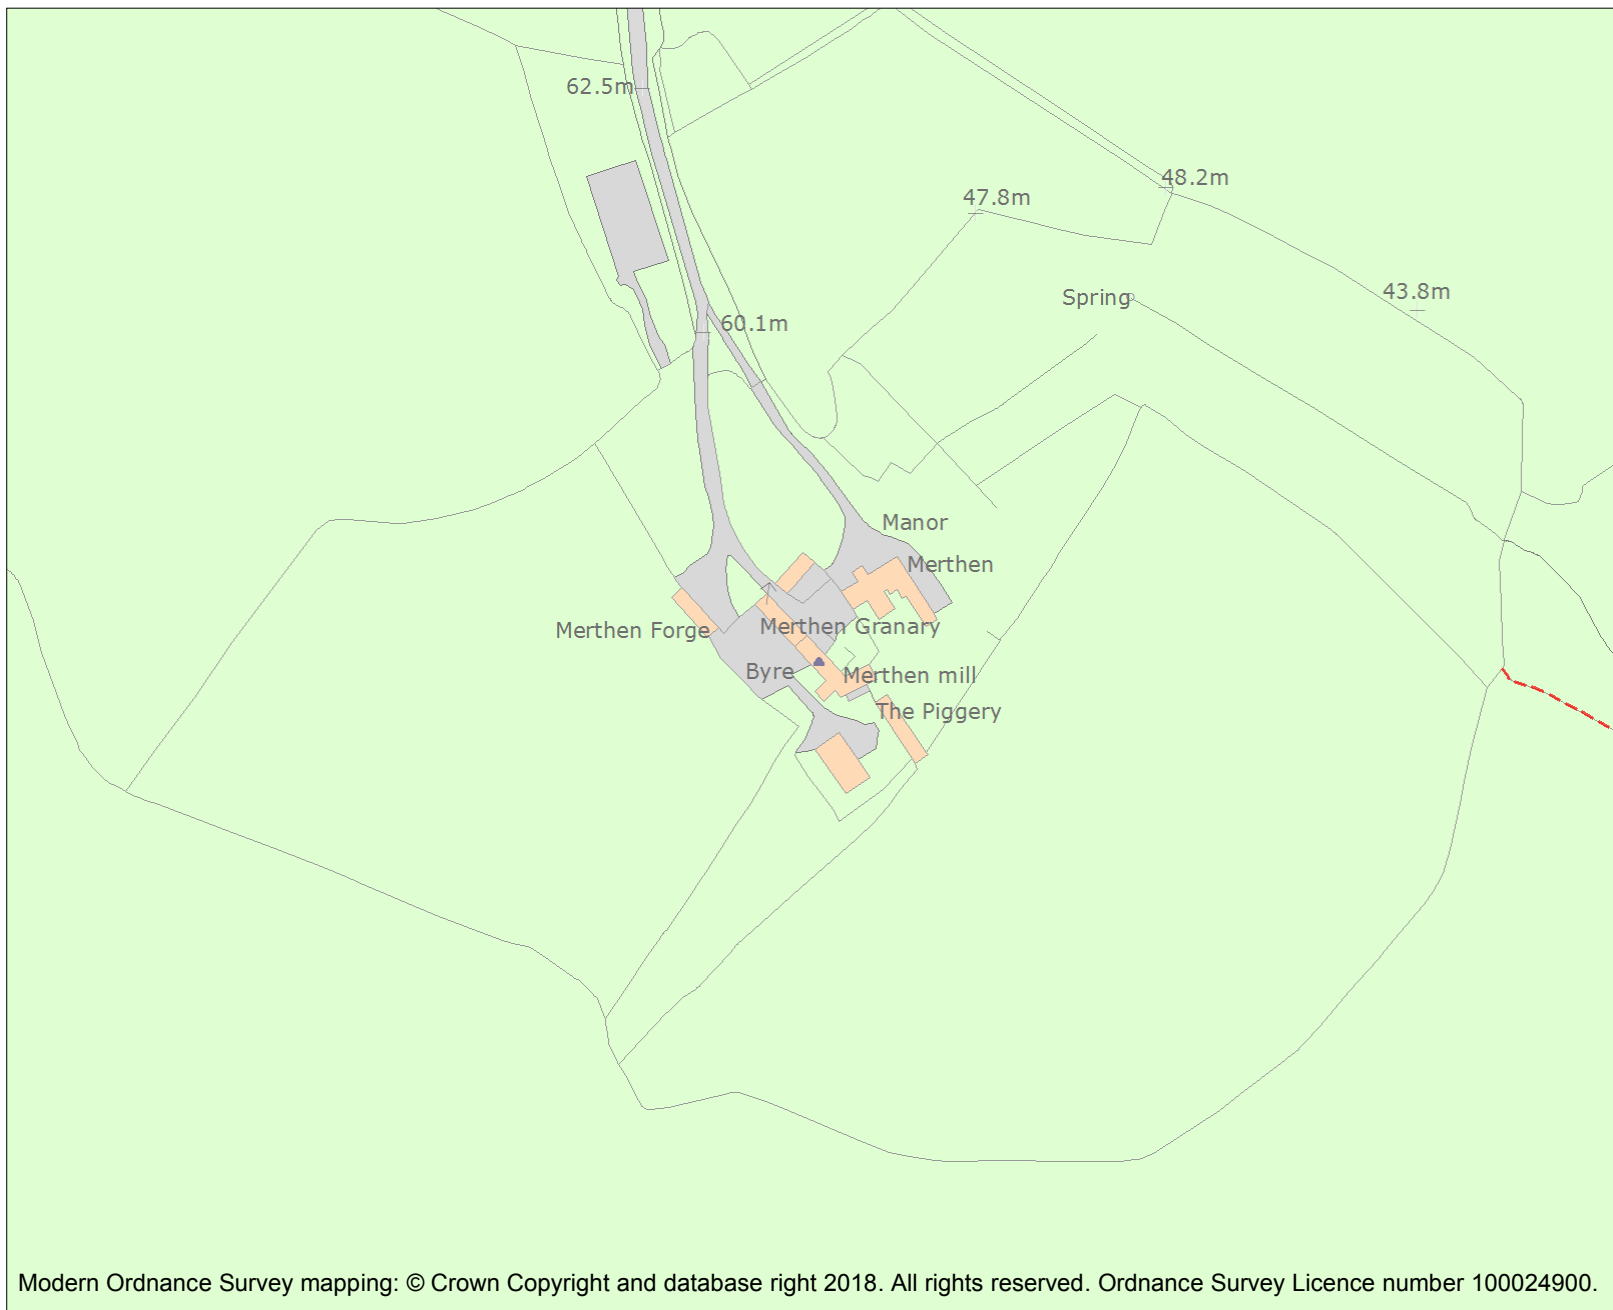 62.5m
48.2m
47.8m
43.8m
Spring
60.1m
Manor
Merthen
Merthen Granary
Merthen Forge
Byre
Merthen mill
The Piggery
Modern Ordnance Survey mapping: © Crown Copyright and database right 2018. All rights reserved. Ordnance Survey Licence number 100024900.